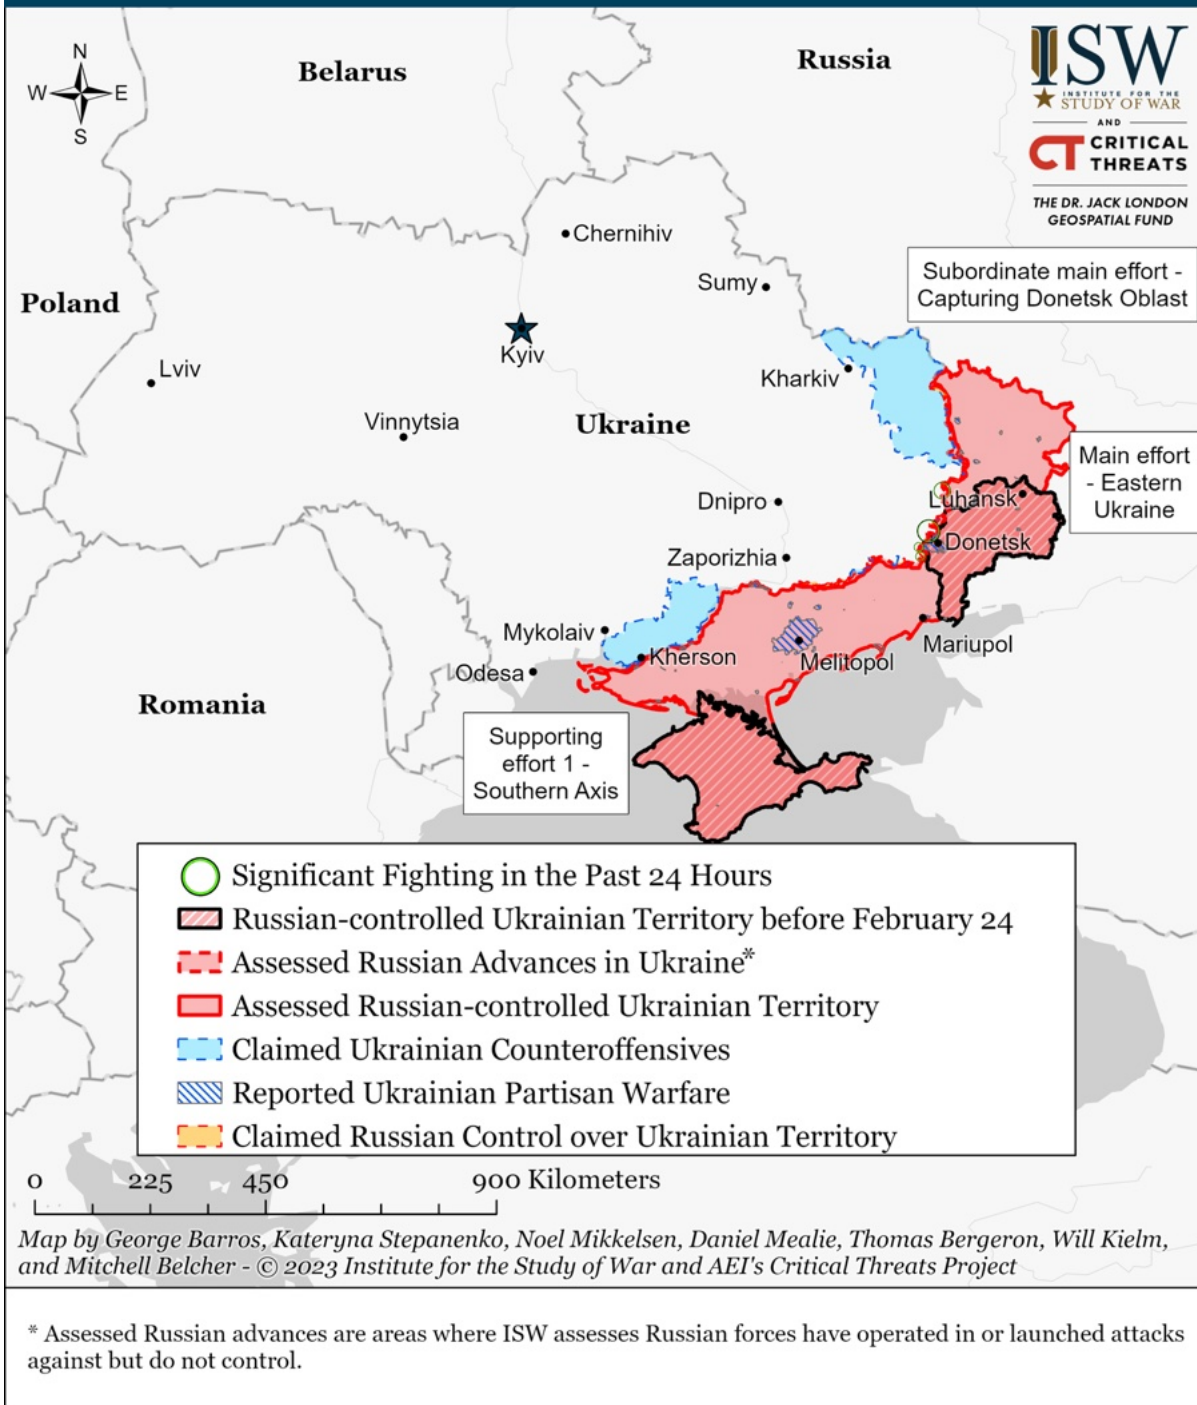 N
W
E
S
Belarus
Russia
ISW
INSTITUTE FOR THE
STUDY OF WAR
AND
CT CRITICAL
THREATS
THE DR. JACK LONDON
GEOSPATIAL FUND
Chernihiv
Sumy
Subordinate main effort -
Capturing Donetsk Oblast
Poland
Kyiv
Lviv
Kharkiv
Vinnytsia
Ukraine
Main effort
- Eastern
Ukraine
Luhansk
Dnipro
Donetsk
Zaporizhia
Mykolaiv
Mariupol
Kherson
Melitopol
Odesa
Romania
Supporting
effort 1 -
Southern Axis
Significant Fighting in the Past 24 Hours
Russian-controlled Ukrainian Territory before February 24
Assessed Russian Advances in Ukraine*
Assessed Russian-controlled Ukrainian Territory
Claimed Ukrainian Counteroffensives
Reported Ukrainian Partisan Warfare
Claimed Russian Control over Ukrainian Territory
0 225 450 900 Kilometers
Map by George Barros, Kateryna Stepanenko, Noel Mikkelsen, Daniel Mealie, Thomas Bergeron, Will Kielm,
and Mitchell Belcher - © 2023 Institute for the Study of War and AEI's Critical Threats Project
* Assessed Russian advances are areas where ISW assesses Russian forces have operated in or launched attacks
against but do not control.